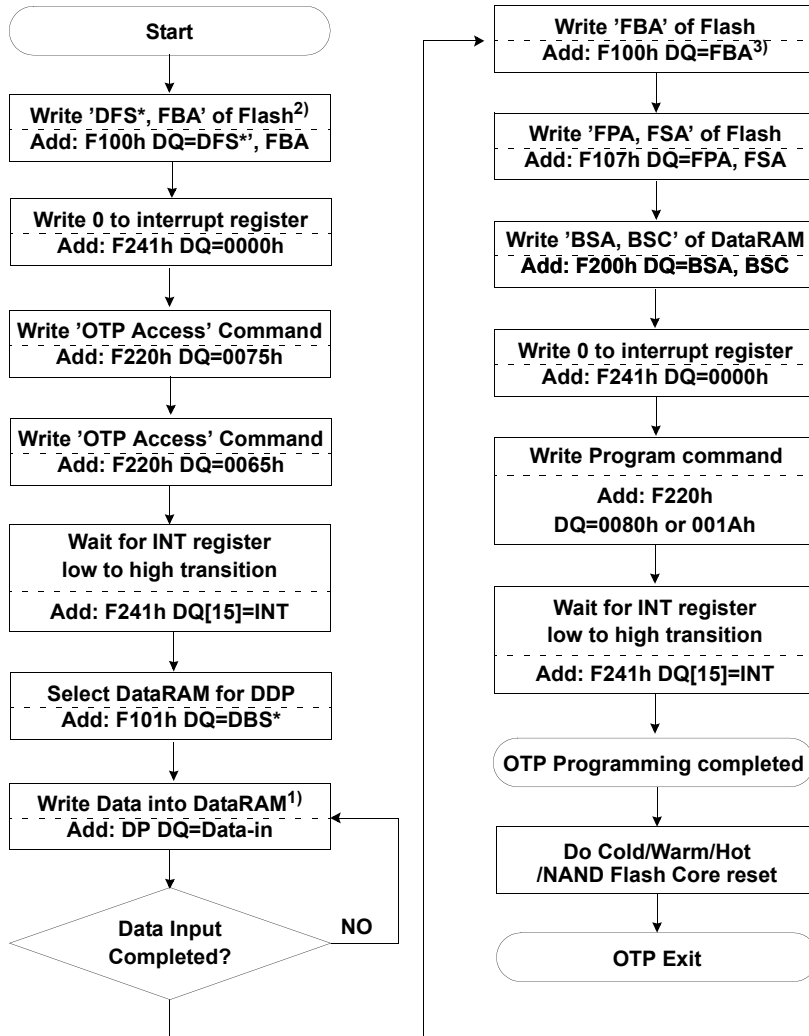 Start
Write ’DFS*, FBA’ of Flash2)
Add: F100h DQ=DFS*’, FBA
Write 0 to interrupt register
Add: F241h DQ=0000h
Write ’OTP Access’ Command
Add: F220h DQ=0075h
Write ’OTP Access’ Command
Add: F220h DQ=0065h
Wait for INT register
low to high transition
Add: F241h DQ[15]=INT
Select DataRAM for DDP
Add: F101h DQ=DBS*
Write Data into DataRAM1)
Add: DP DQ=Data-in
Data Input
Completed?
NO
Write ’FBA’ of Flash
Add: F100h DQ=FBA3)
Write ’FPA, FSA’ of Flash
Add: F107h DQ=FPA, FSA
Write ’BSA, BSC’ of DataRAM
Add: F200h DQ=BSA, BSC
Write 0 to interrupt register
Add: F241h DQ=0000h
Write Program command
Add: F220h
DQ=0080h or 001Ah
Wait for INT register
low to high transition
Add: F241h DQ[15]=INT
OTP Programming completed
Do Cold/Warm/Hot
/NAND Flash Core reset
OTP Exit